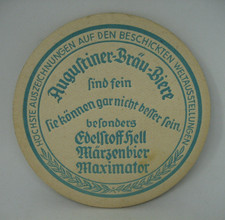 HÖCHSTE AUSZEICHNUNGEN AUF DEN BESCHICKTEN WELTAUSSTELLUNGEN
Augustiner-Bräu-Biere
sind fein
sie können gar nicht besser sein,
besonders
Edelstoff Hell
Märzenbier
Maximator